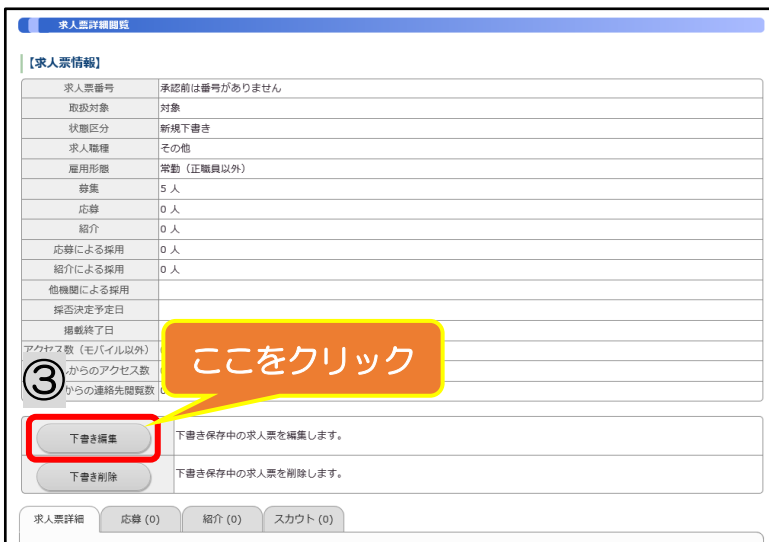 求人票詳細閲覧
【求人票情報】
求人票番号 承認前は番号がありません
取扱対象 対象
状態区分 新規下書き
求人職種 その他
雇用形態 常勤（正職員以外）
募集 5 人
応募 0 人
紹介 0 人
応募による採用 0 人
紹介による採用 0 人
他機関による採用
採否決定予定日
掲載終了日
アクセス数（モバイル以外）
からのアクセス数
からの連絡先閲覧数
ここをクリック
③
下書き編集 下書き保存中の求人票を編集します。
下書き削除 下書き保存中の求人票を削除します。
求人票詳細 応募 (0) 紹介 (0) スカウト (0)